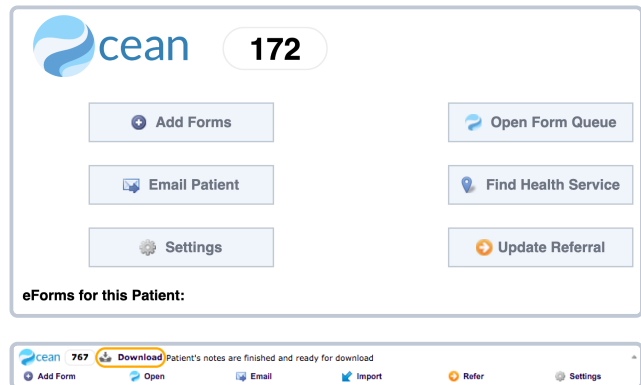 cean 172
Add Forms Open Form Queue
Email Patient Find Health Service
Settings Update Referral
eForms for this Patient:
cean 767 Download Patient's notes are finished and ready for download
Add Form Open Email Import Refer Settings